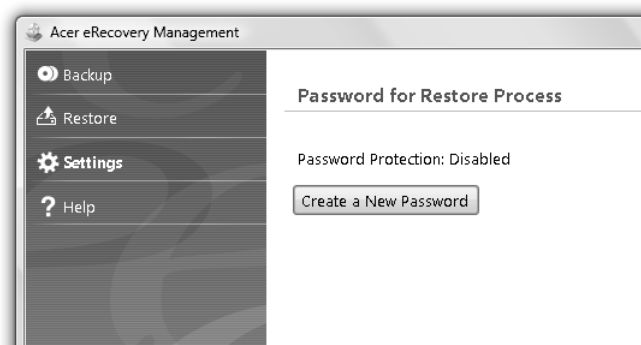 Acer eRecovery Management
Backup
Restore
Settings
Help
Password for Restore Process
Password Protection: Disabled
Create a New Password